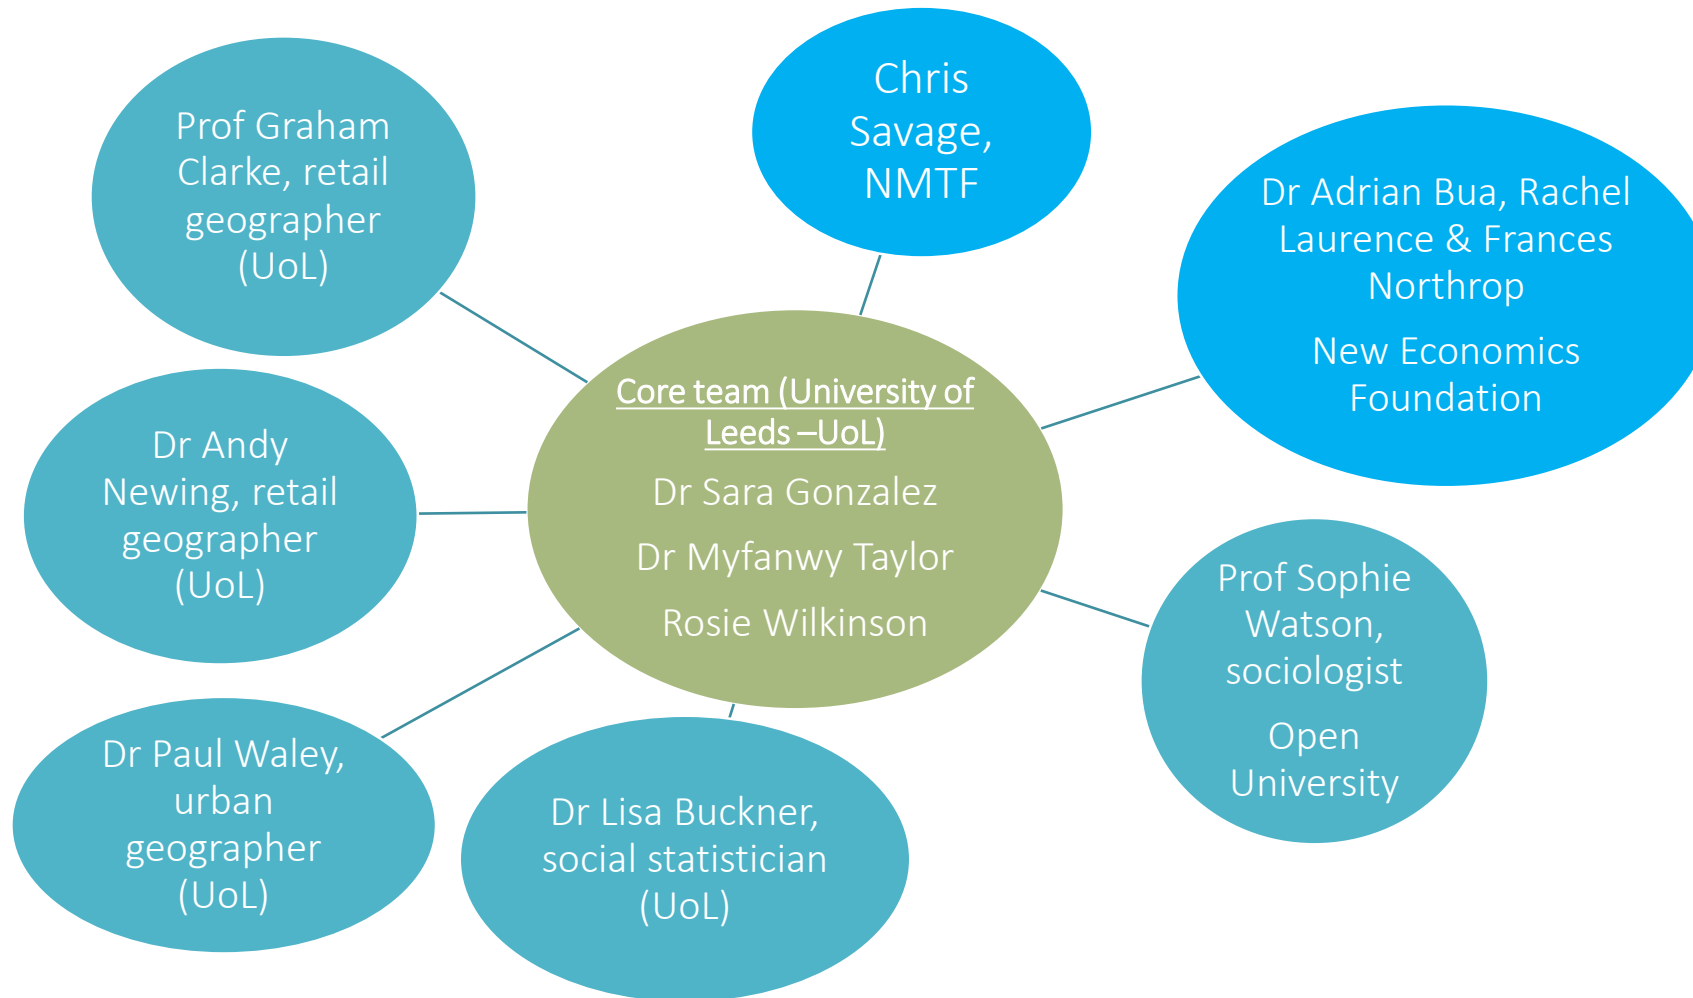 Chris
Savage,
NMTF
Prof Graham
Clarke, retail
geographer
(UoL)
Dr Adrian Bua, Rachel
Laurence & Frances
Northrop
New Economics
Foundation
Core team (University of
Leeds –UoL)
Dr Sara Gonzalez
Dr Myfanwy Taylor
Rosie Wilkinson
Dr Andy
Newing, retail
geographer
(UoL)
Prof Sophie
Watson,
sociologist
Open
University
Dr Paul Waley,
urban
geographer
(UoL)
Dr Lisa Buckner,
social statistician
(UoL)